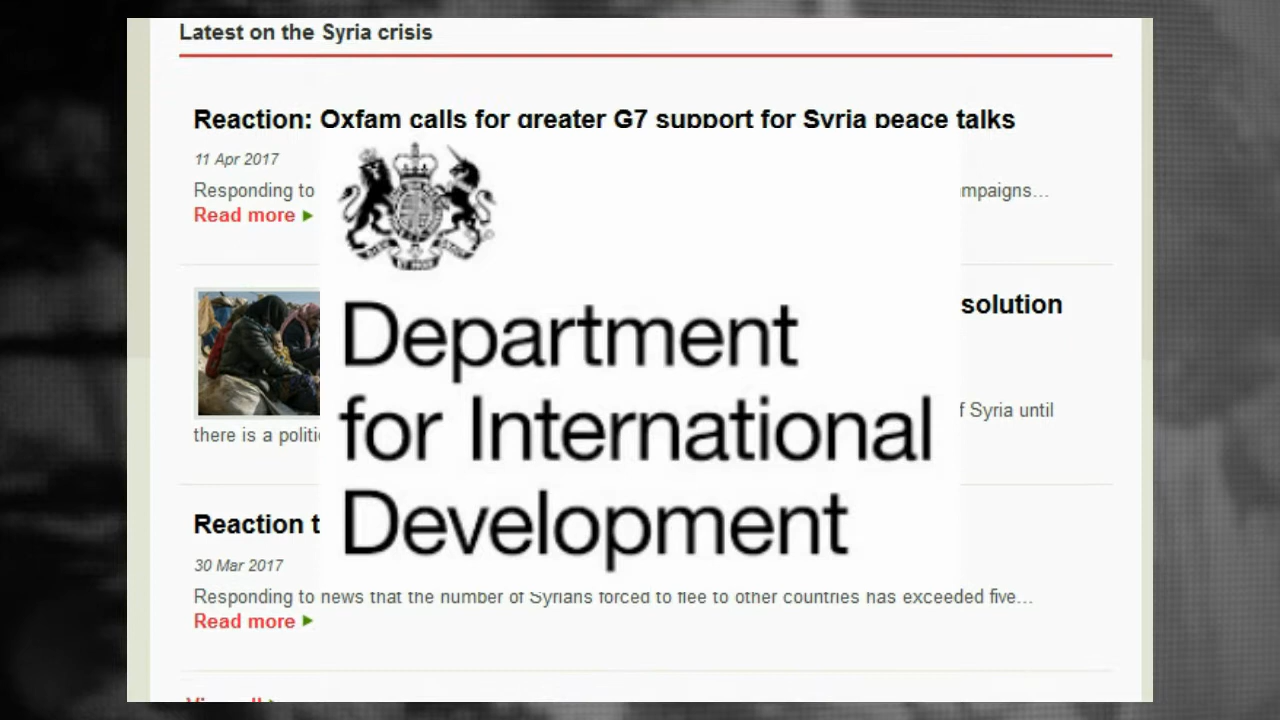 Latest on the Syria crisis
Reaction: Oxfam calls for greater G7 support for Syria peace talks
11 Apr 2017
Responding to mpaigns...
Read more
Department
for International
Development
solution
f Syria until
there is a politi
Reaction t
30 Mar 2017
Responding to news that the number of Syrians forced to flee to other countries has exceeded five...
Read more